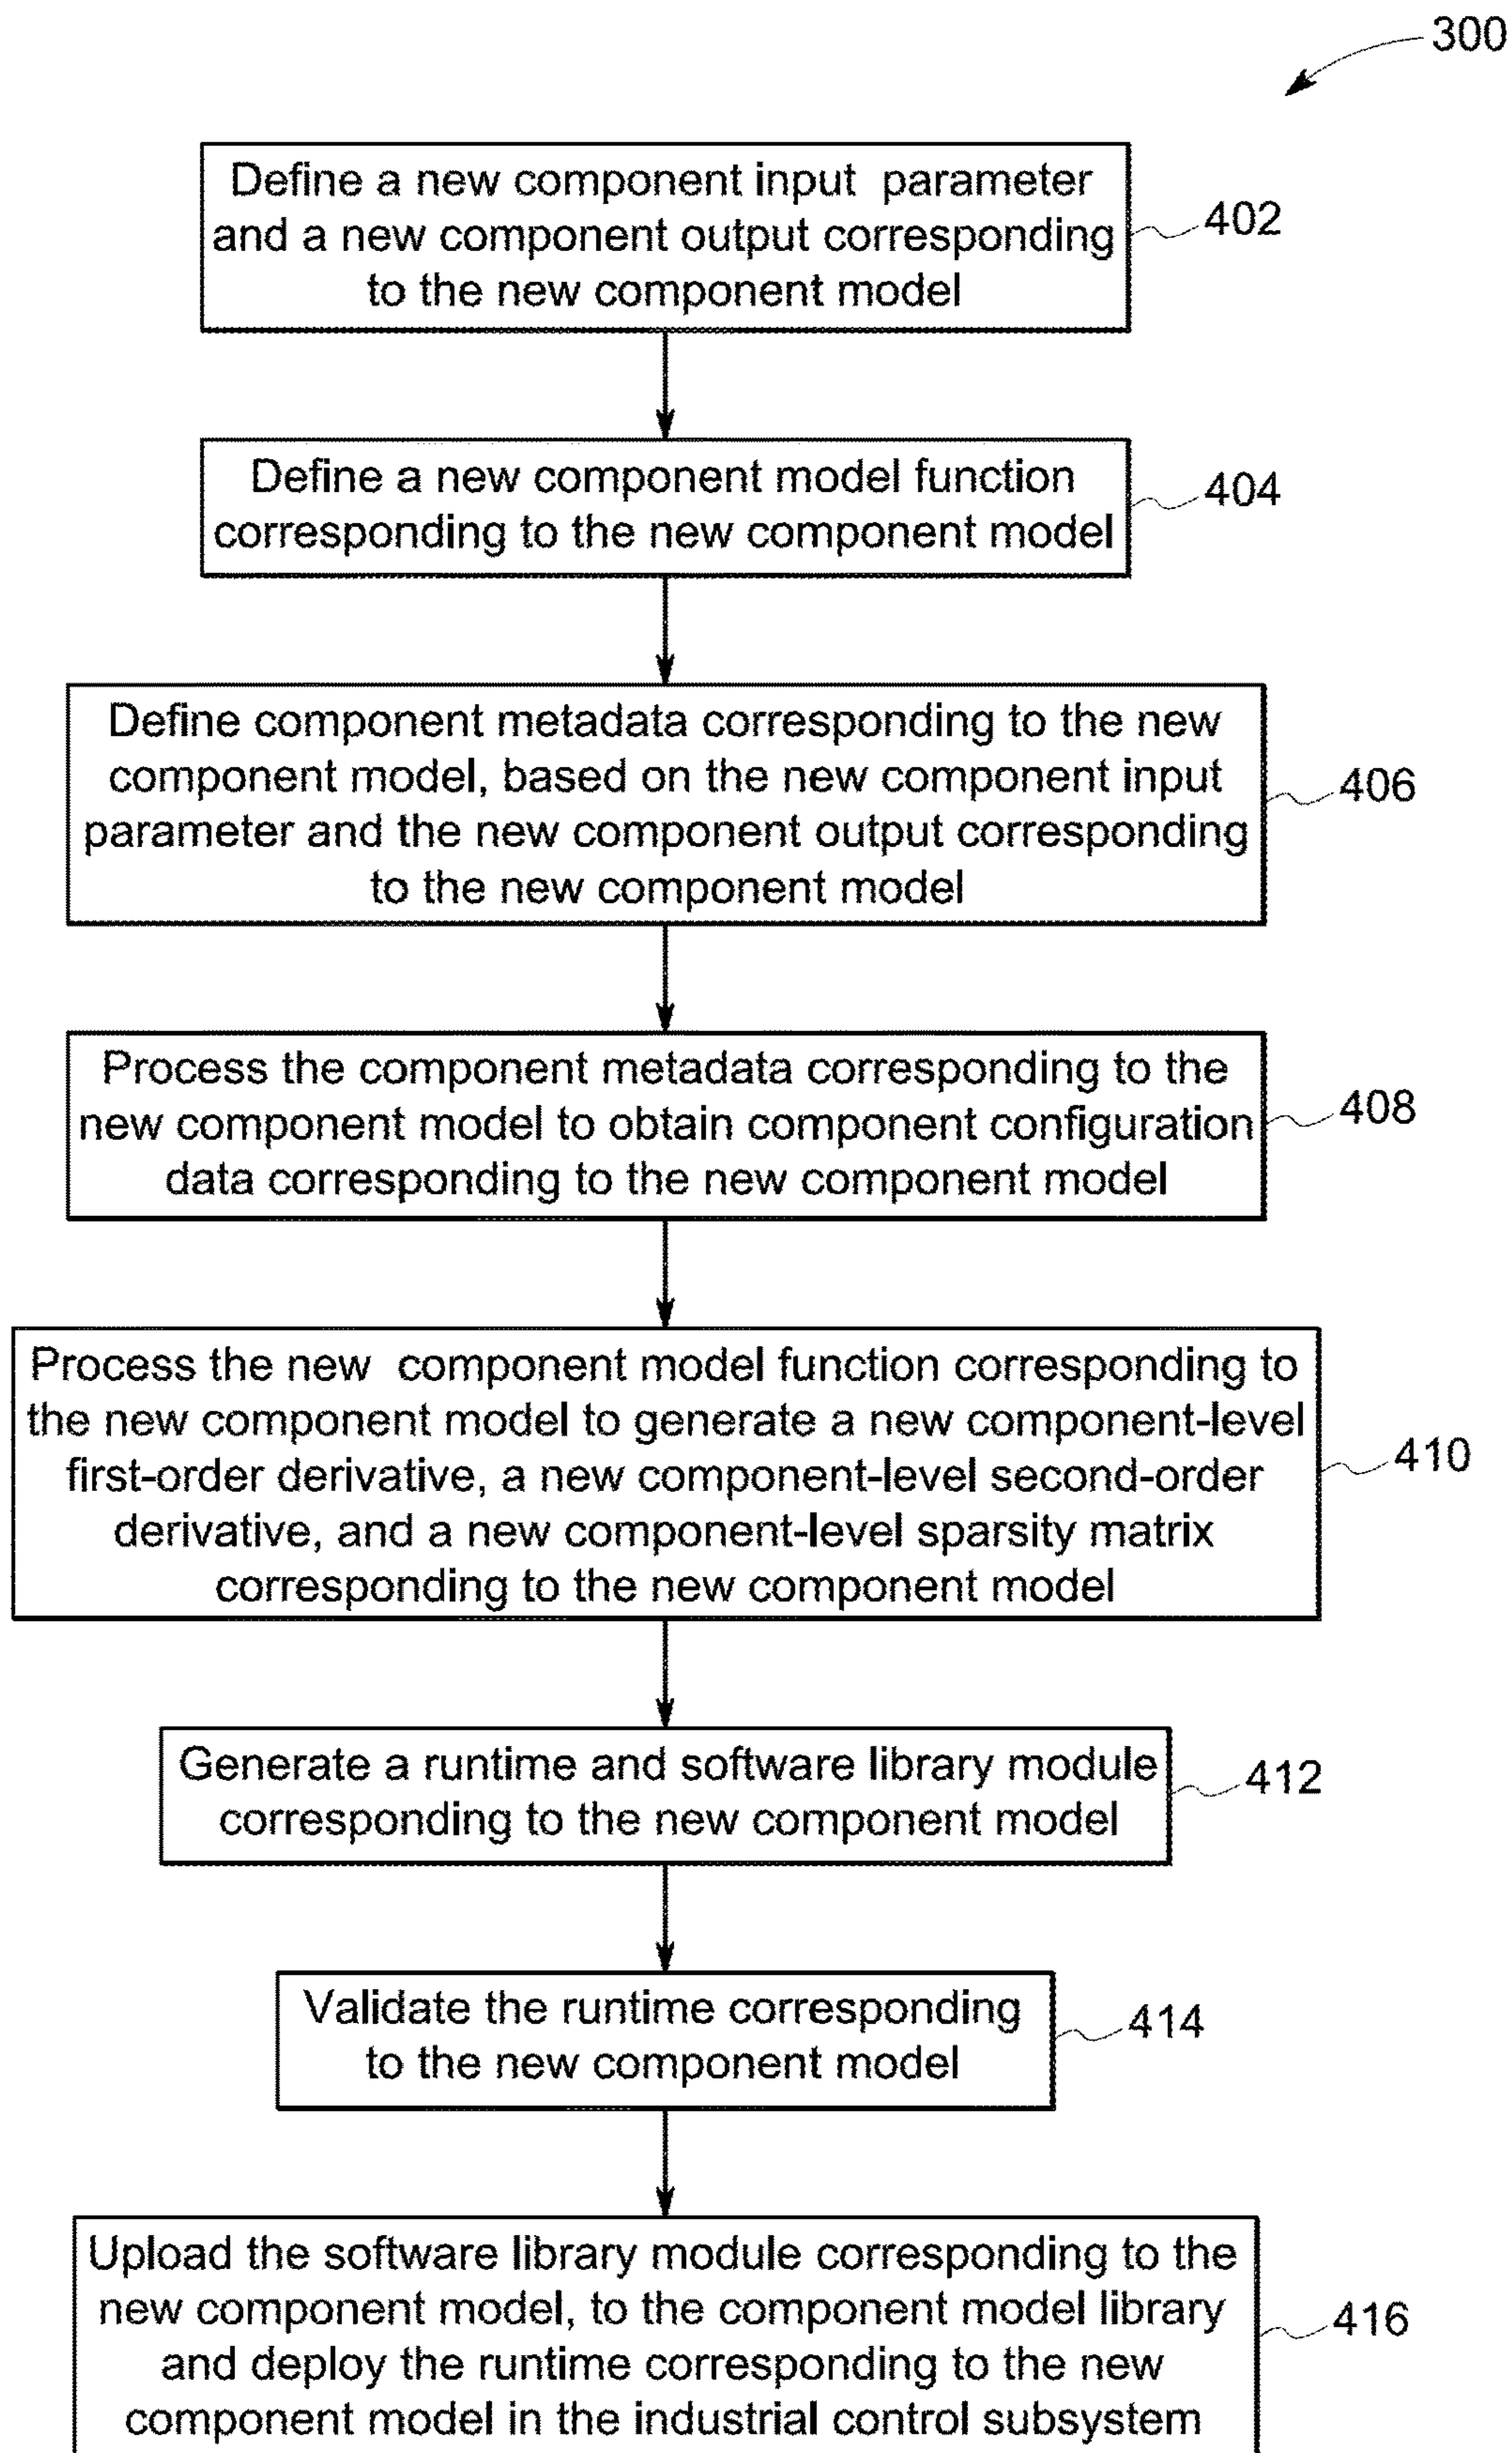 300
Define a new component input parameter
and a new component output corresponding
to the new component model
402
Define a new component model function
corresponding to the new component model
404
Define component metadata corresponding to the new
component model, based on the new component input
parameter and the new component output corresponding
to the new component model
406
Process the component metadata corresponding to the
new component model to obtain component configuration
data corresponding to the new component model
408
Process the new component model function corresponding to
the new component model to generate a new component-level
first-order derivative, a new component-level second-order
derivative, and a new component-level sparsity matrix
corresponding to the new component model
410
Generate a runtime and software library module
corresponding to the new component model
412
Validate the runtime corresponding
to the new component model
414
Upload the software library module corresponding to the
new component model, to the component model library
and deploy the runtime corresponding to the new
component model in the industrial control subsystem
416